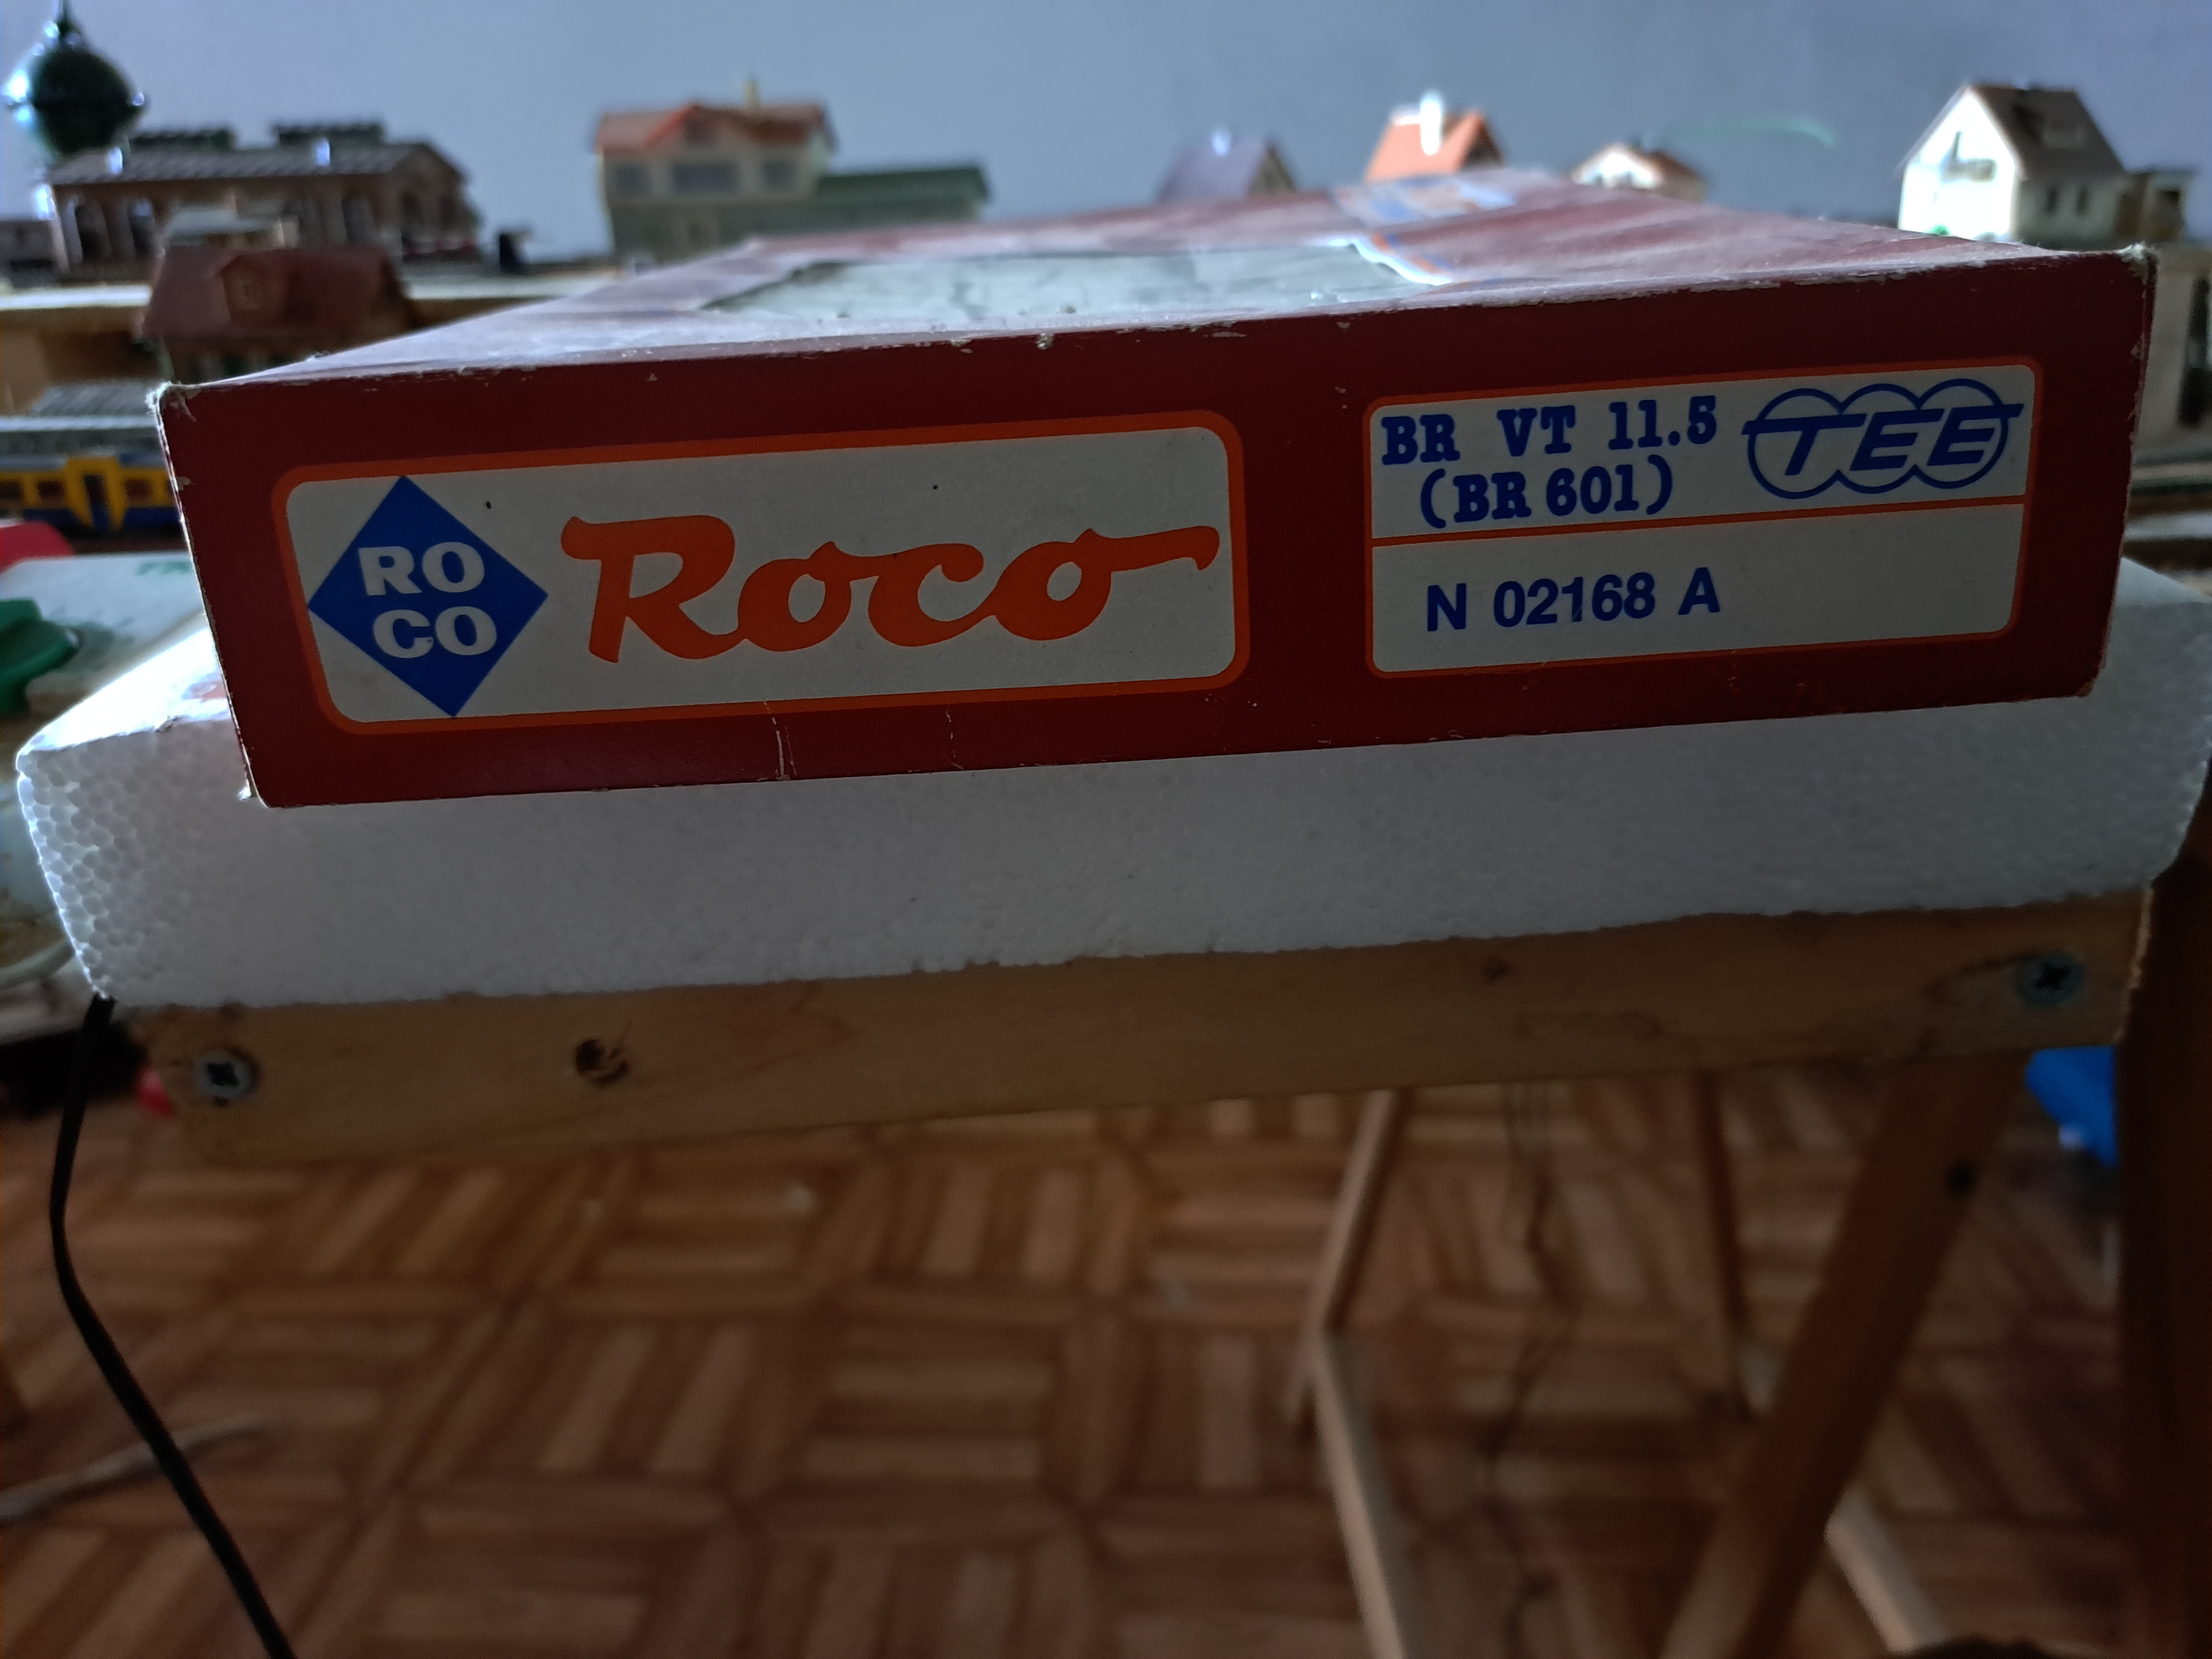 RO
CO
Roco
BR VT 11.5
(BR 601)
TEE
N 02168 A